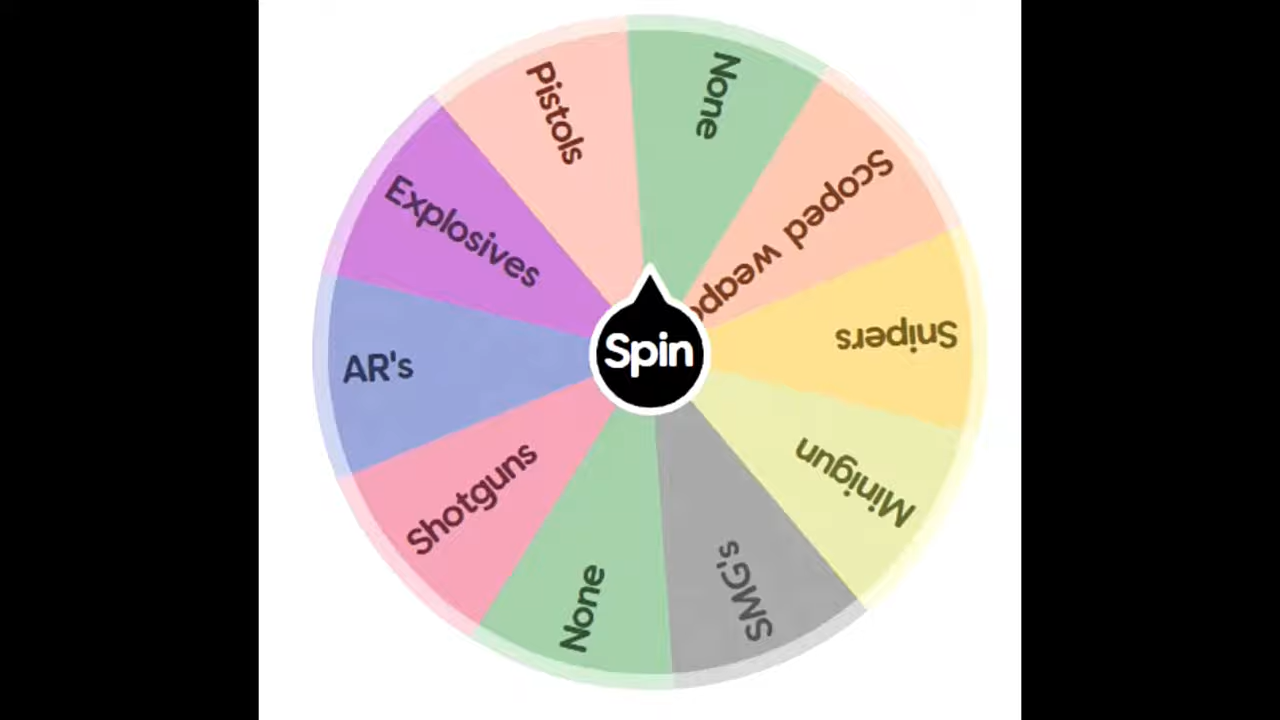 None
Scoped weapo
Snipers
Minigun
SMG's
None
Shotguns
AR's
Explosives
Pistols
Spin